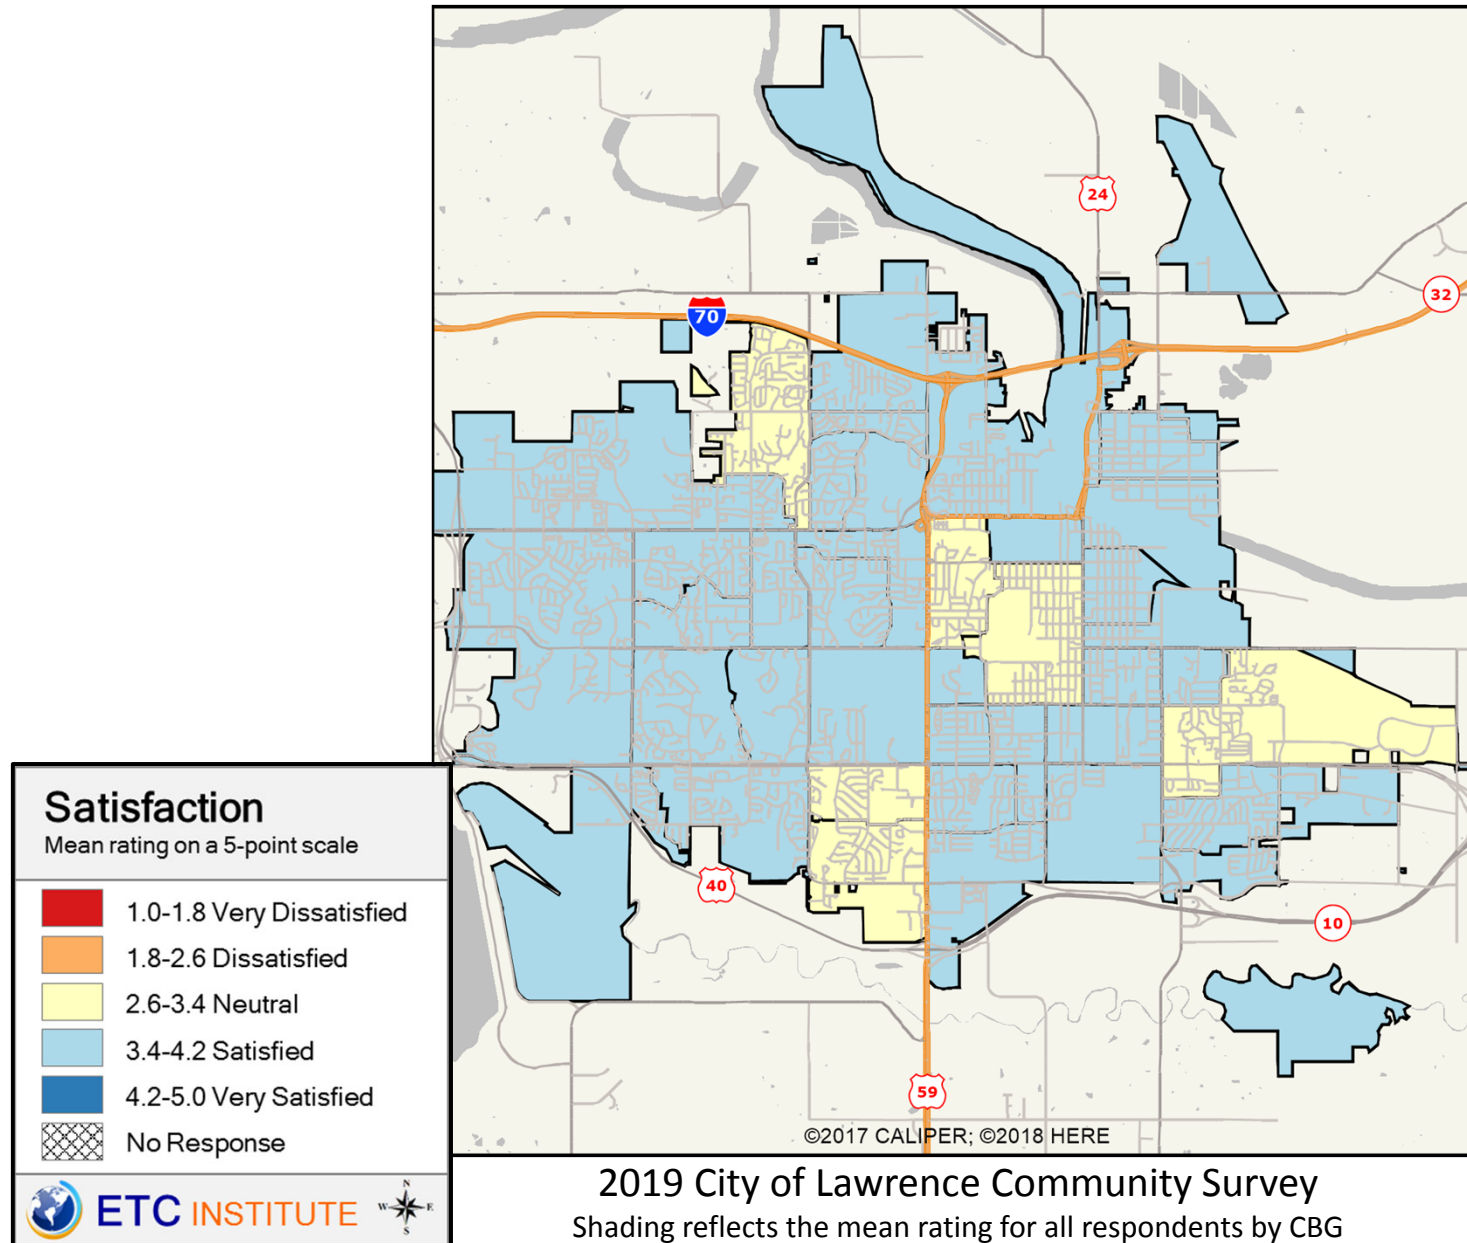 24
32
70
40
10
59
©2017 CALIPER; ©2018 HERE
Satisfaction
Mean rating on a 5-point scale
1.0-1.8 Very Dissatisfied
1.8-2.6 Dissatisfied
2.6-3.4 Neutral
3.4-4.2 Satisfied
4.2-5.0 Very Satisfied
No Response
ETC INSTITUTE
N
W E
S
2019 City of Lawrence Community Survey
Shading reflects the mean rating for all respondents by CBG